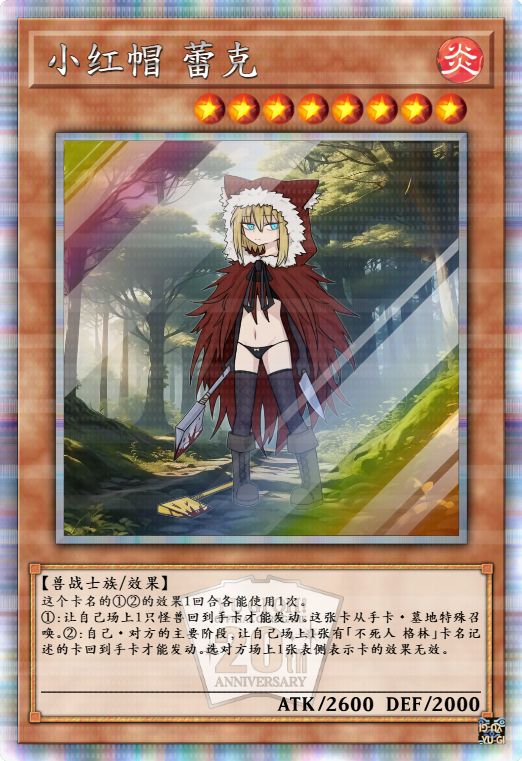 小红帽 蕾克
炎
【兽战士族/效果】
这个卡名的①②的效果1回合各能使用1次。
①:让自己场上1只怪兽回到手卡才能发动。这张卡从手卡·墓地特殊召
唤。②:自己·对方的主要阶段,让自己场上1张有「不死人 格林」卡名记
述的卡回到手卡才能发动。选对方场上1张表侧表示卡的效果无效。
20th
ANNIVERSARY
ATK/2600 DEF/2000